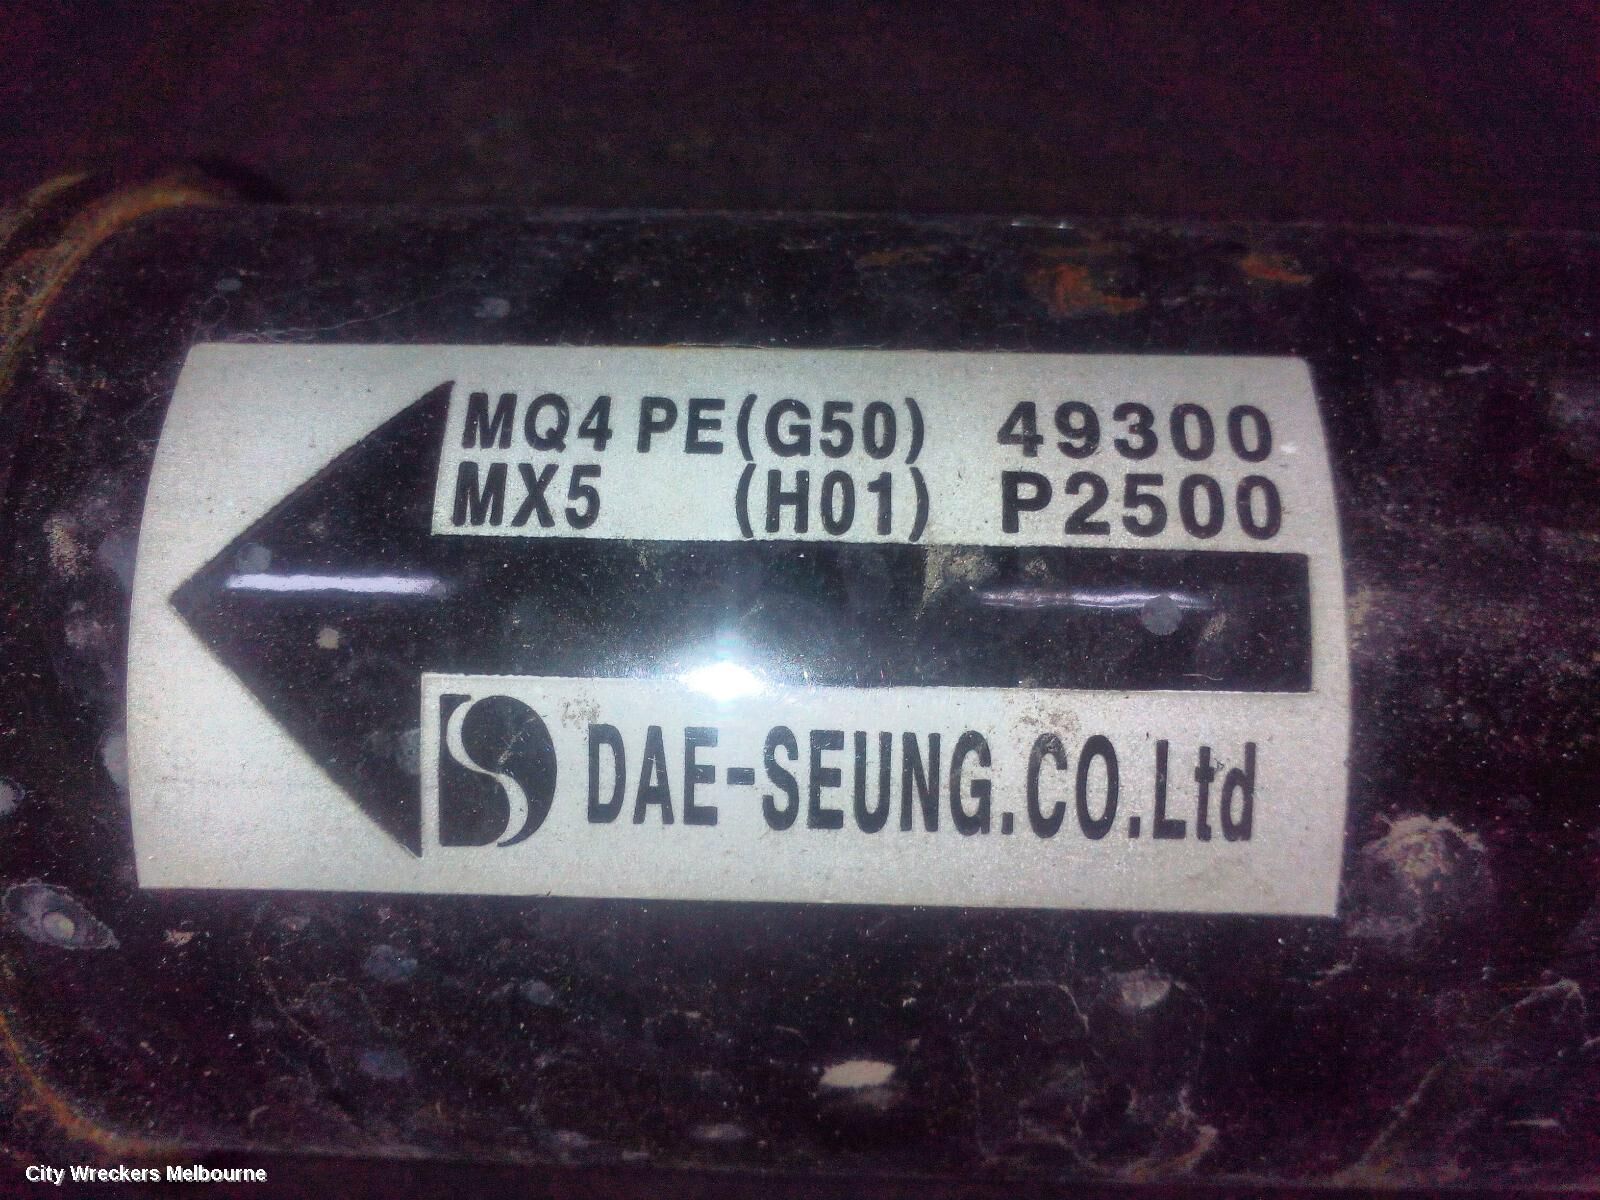 MQ4 PE(G50) 49300
MX5 (H01) P2500
DAE-SEUNG.CO.Ltd
City Wreckers Melbourne